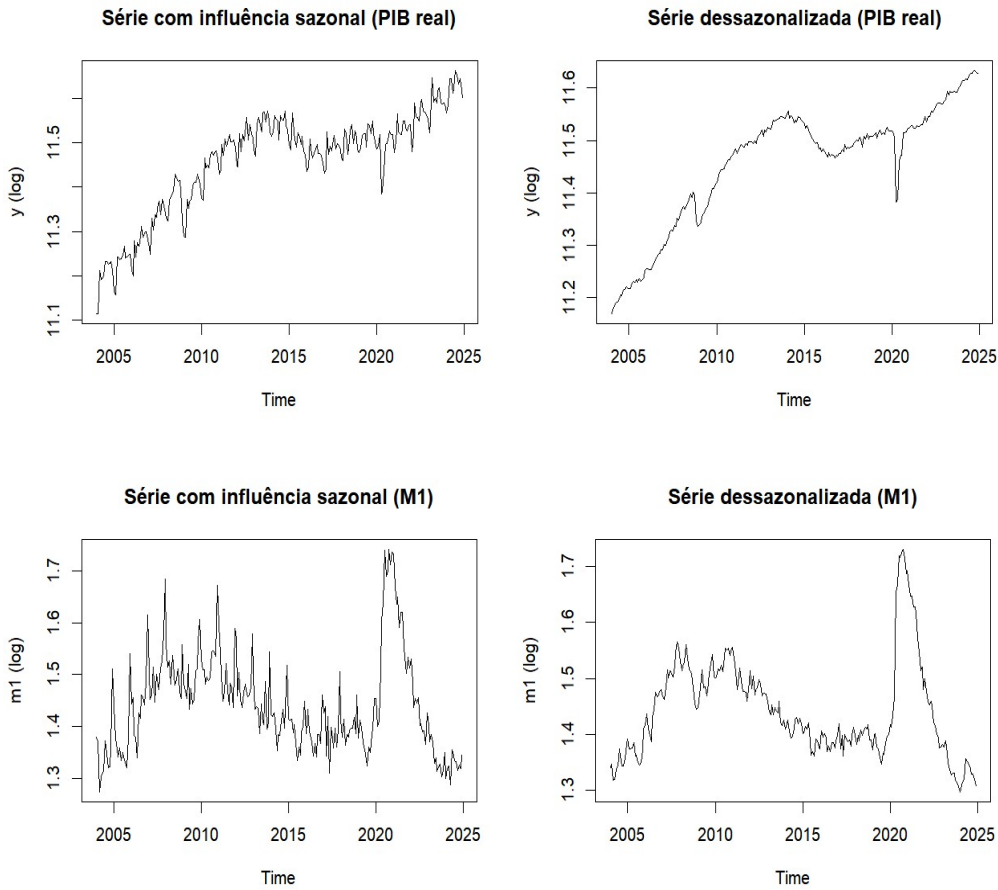 Série com influência sazonal (PIB real)
y (log)
11.5
11.3
11.1
2005 2010 2015 2020 2025
Time
Série dessazonalizada (PIB real)
y (log)
11.6
11.5
11.4
11.3
11.2
2005 2010 2015 2020 2025
Time
Série com influência sazonal (M1)
m1 (log)
1.7
1.6
1.5
1.4
1.3
2005 2010 2015 2020 2025
Time
Série dessazonalizada (M1)
m1 (log)
1.7
1.6
1.5
1.4
1.3
2005 2010 2015 2020 2025
Time